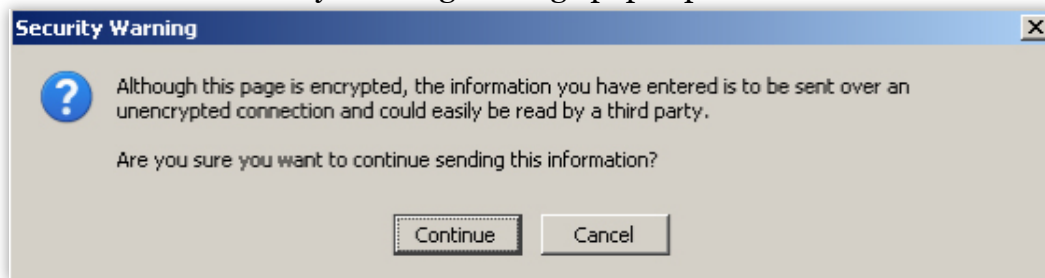 Security Warning
Although this page is encrypted, the information you have entered is to be sent over an
unencrypted connection and could easily be read by a third party.
Are you sure you want to continue sending this information?
Continue Cancel